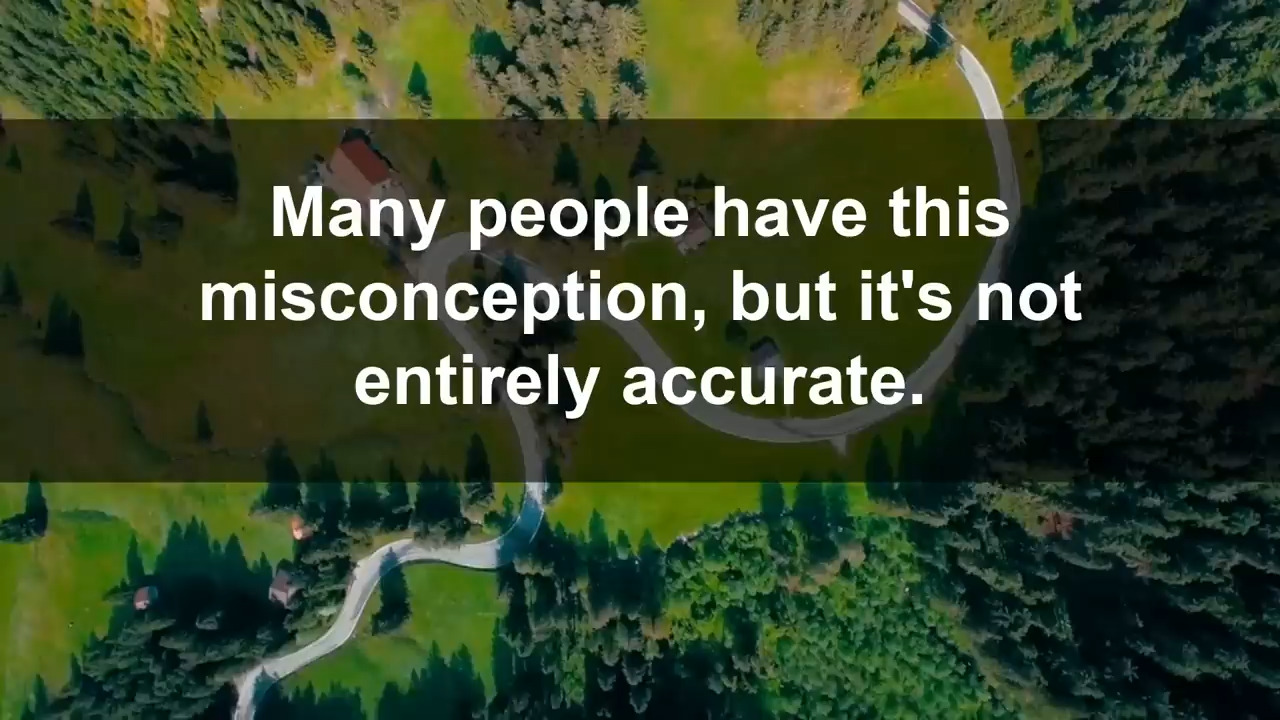 Many people have this
misconception, but it's not
entirely accurate.